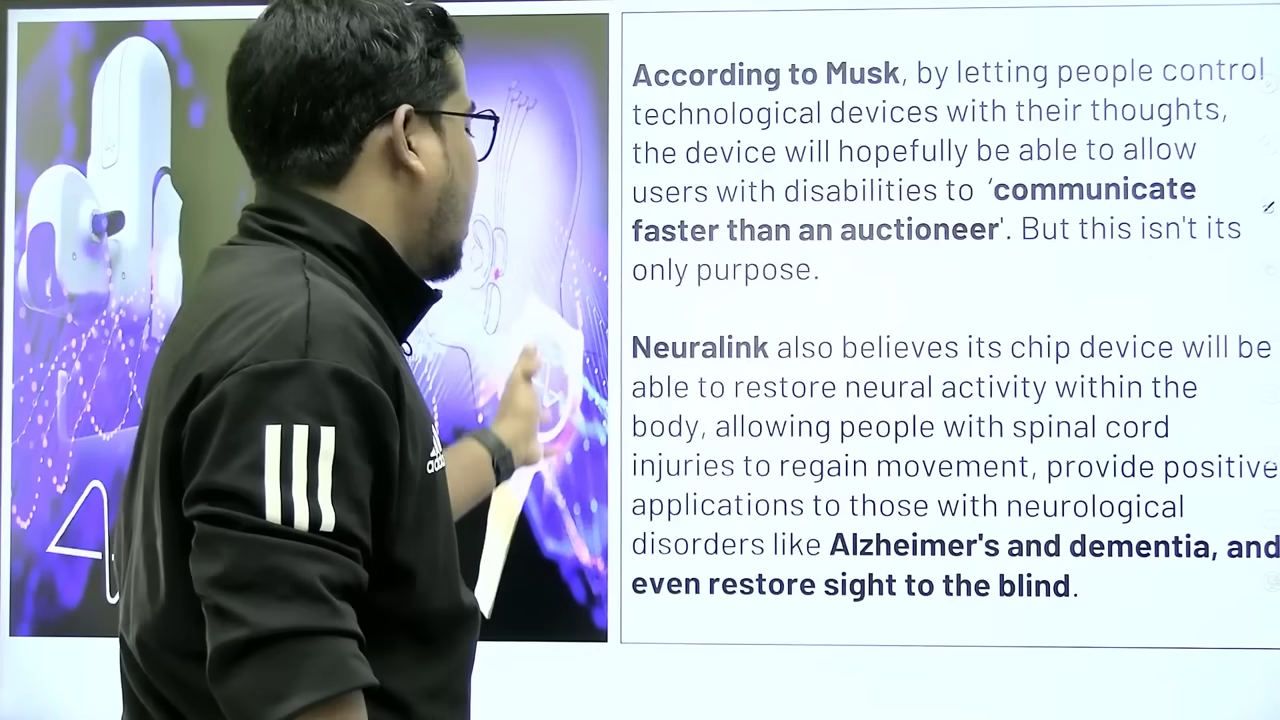 According to Musk, by letting people control
technological devices with their thoughts,
the device will hopefully be able to allow
users with disabilities to ‘communicate
faster than an auctioneer'. But this isn't its
only purpose.
Neuralink also believes its chip device will be
able to restore neural activity within the
body, allowing people with spinal cord
injuries to regain movement, provide positive
applications to those with neurological
disorders like Alzheimer's and dementia, and
even restore sight to the blind.
adidas